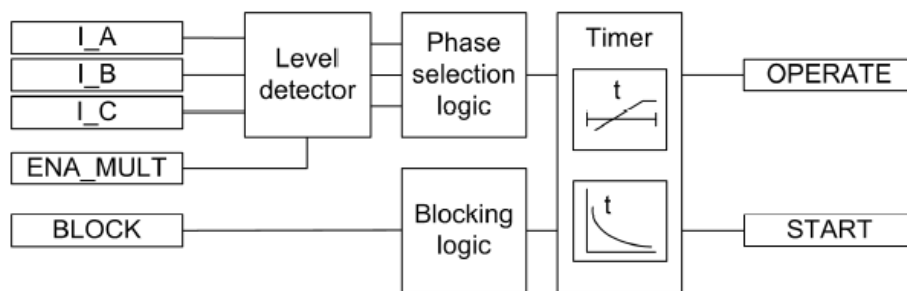 I_A
I_B
I_C
ENA_MULT
BLOCK
Level
detector
Phase
selection
logic
Blocking
logic
Timer
t
t
OPERATE
START